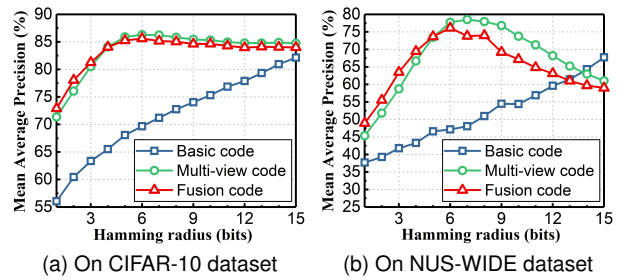 Mean Average Precision (%)
90
85
80
75
70
65
60
55
Basic code
Multi-view code
Fusion code
3
6
9
12
15
Hamming radius (bits)
(a) On CIFAR-10 dataset
Mean Average Precision (%)
80
75
70
65
60
55
50
45
40
35
30
25
Basic code
Multi-view code
Fusion code
3
6
9
12
15
Hamming radius (bits)
(b) On NUS-WIDE dataset